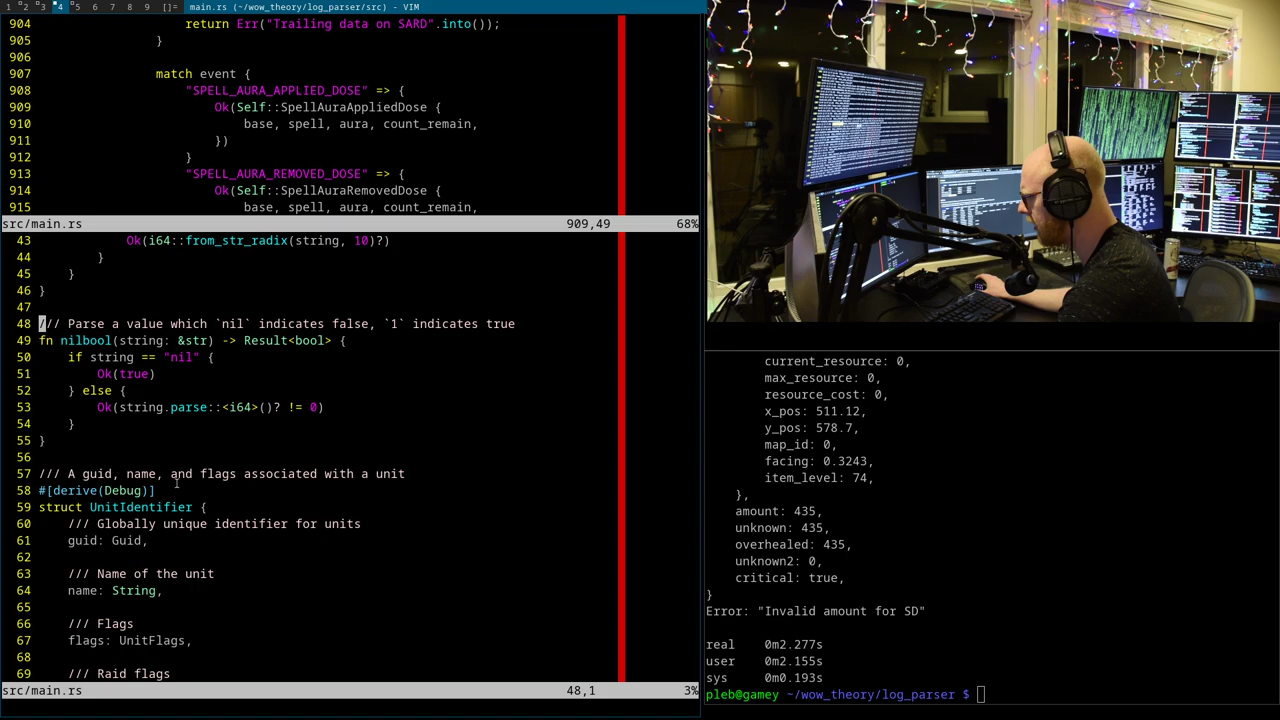 1 2 3 4 5 6 7 8 9 []= main.rs (~/wow_theory/log_parser/src) - VIM
904 return Err("Trailing data on SARD".into());
905 }
906
907 match event {
908 "SPELL_AURA_APPLIED_DOSE" => {
909 Ok(Self::SpellAuraAppliedDose {
910 base, spell, aura, count_remain,
911 })
912 }
913 "SPELL_AURA_REMOVED_DOSE" => {
914 Ok(Self::SpellAuraRemovedDose {
915 base, spell, aura, count_remain,
src/main.rs 909,49 68%
43 Ok(i64::from_str_radix(string, 10)?)
44 }
45 }
46 }
47
48 /// Parse a value which `nil` indicates false, `1` indicates true
49 fn nilbool(string: &str) -> Result<bool> {
50 if string == "nil" {
51 Ok(true)
52 } else {
53 Ok(string.parse::<i64>()? != 0)
54 }
55 }
56
57 /// A guid, name, and flags associated with a unit
58 #[derive(Debug)]
59 struct UnitIdentifier {
60 /// Globally unique identifier for units
61 guid: Guid,
62
63 /// Name of the unit
64 name: String,
65
66 /// Flags
67 flags: UnitFlags,
68
69 /// Raid flags
src/main.rs 48,1 3%
current_resource: 0,
max_resource: 0,
resource_cost: 0,
x_pos: 511.12,
y_pos: 578.7,
map_id: 0,
facing: 0.3243,
item_level: 74,
},
amount: 435,
unknown: 435,
overhealed: 435,
unknown2: 0,
critical: true,
}
Error: "Invalid amount for SD"
real 0m2.277s
user 0m2.155s
sys 0m0.193s
pleb@gamey ~/wow_theory/log_parser $